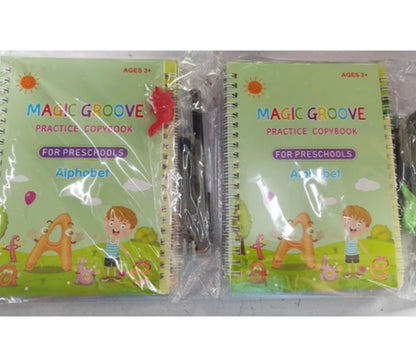 AGES 3+
MAGIC GROOVE
PRACTICE COPYBOOK
FOR PRESCHOOLS
Alphabet
AGES 3+
MAGIC GROOVE
PRACTICE COPYBOOK
FOR PRESCHOOLS
Alphabet